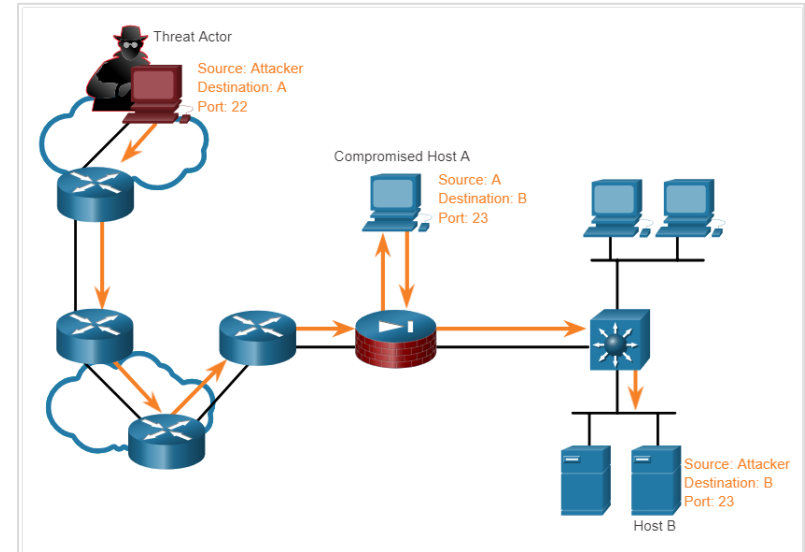 Threat Actor
Source: Attacker
Destination: A
Port: 22
Compromised Host A
Source: A
Destination: B
Port: 23
Source: Attacker
Destination: B
Port: 23
Host B